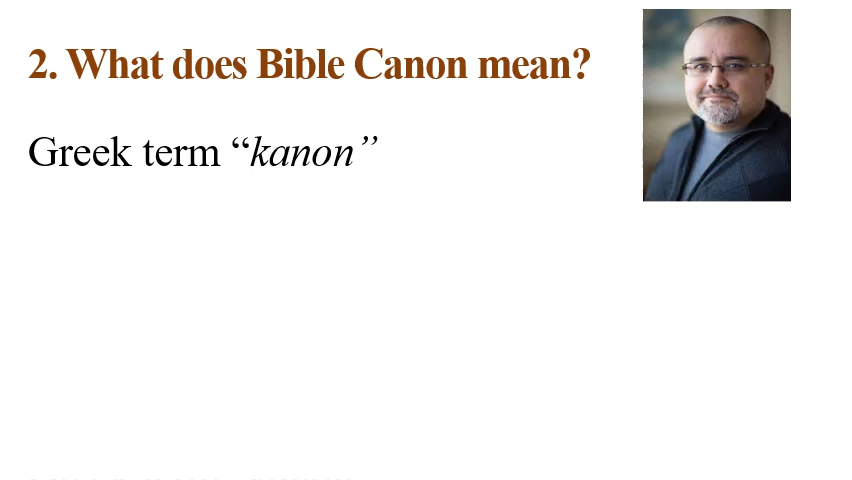 2. What does Bible Canon mean?
Greek term “kanon”